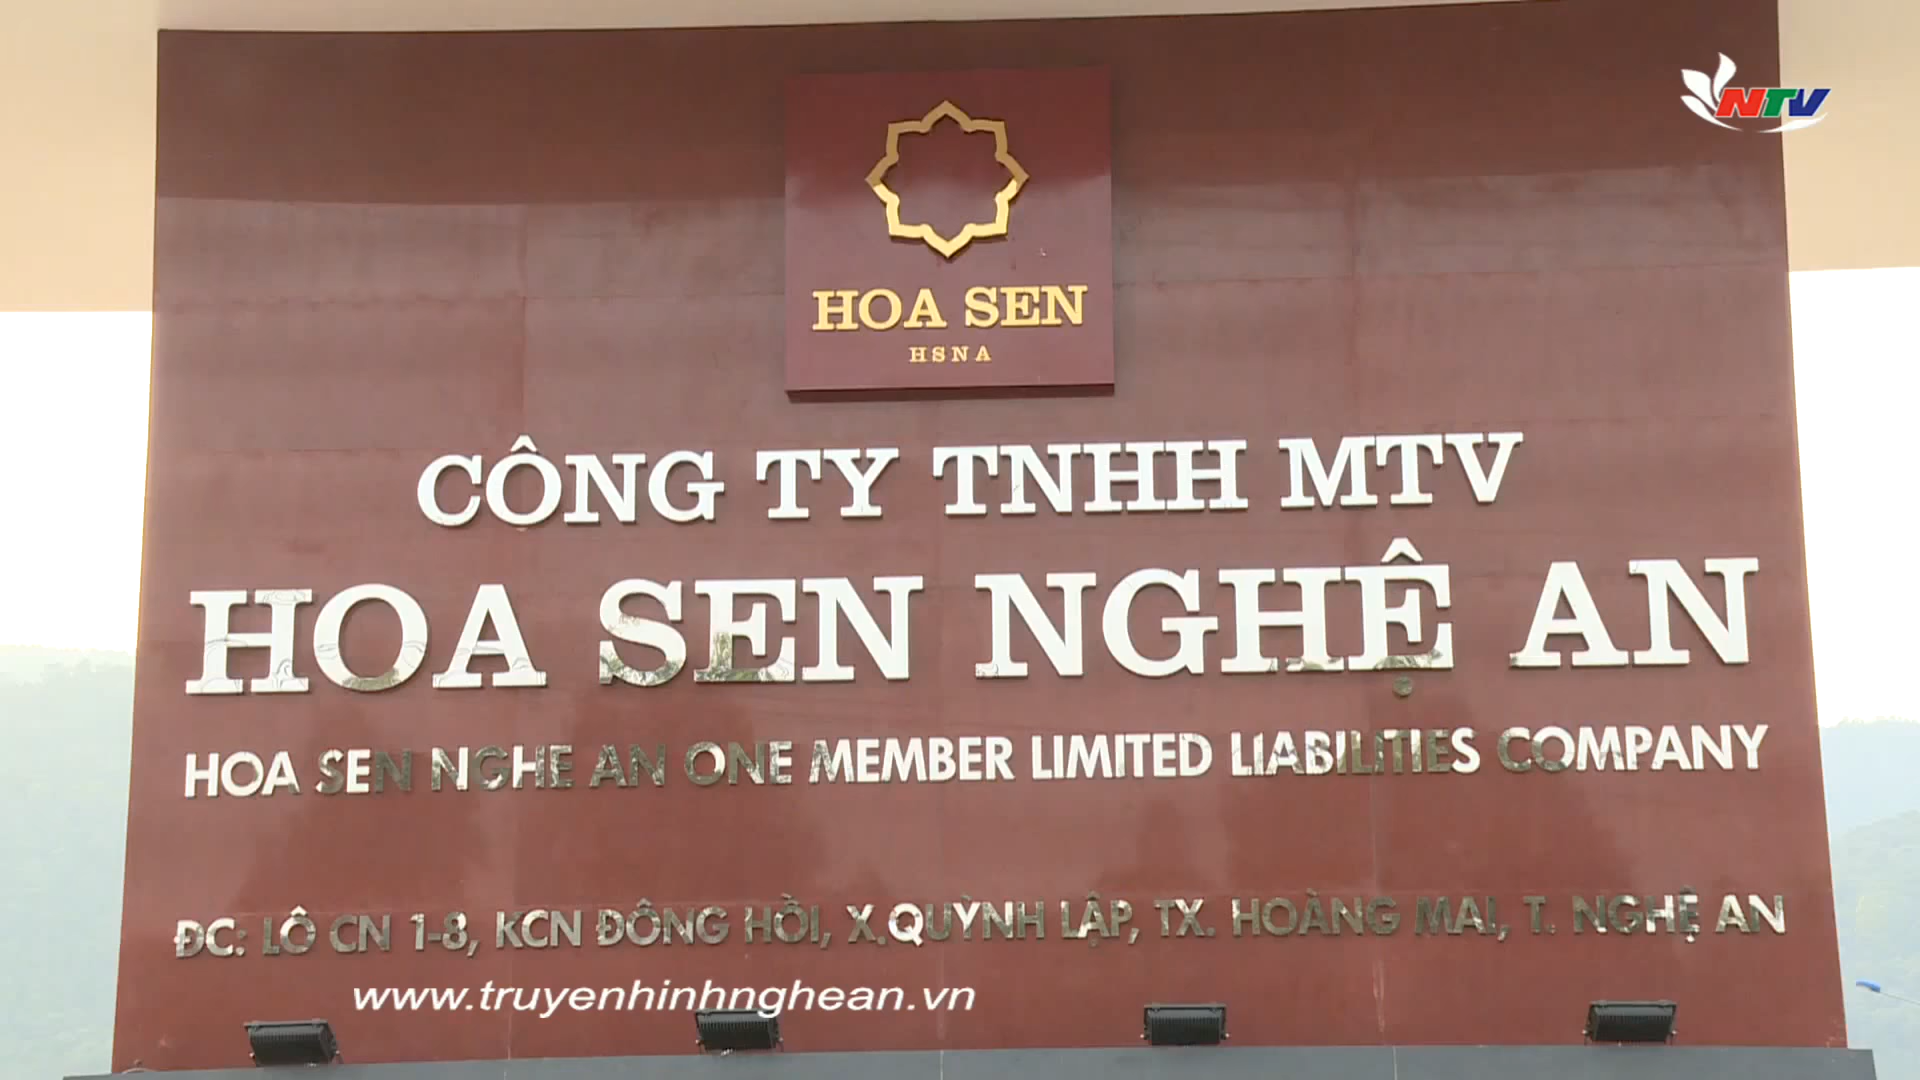 NTV
HOA SEN
HSNA
CÔNG TY TNHH MTV
HOA SEN NGHỆ AN
HOA SEN NGHE AN ONE MEMBER LIMITED LIABILITIES COMPANY
ĐC: LÔ CN 1-8, KCN ĐÔNG HỒI, X.QUỲNH LẬP, TX. HOÀNG MAI, T. NGHỆ AN
www.truyenhinhnghean.vn